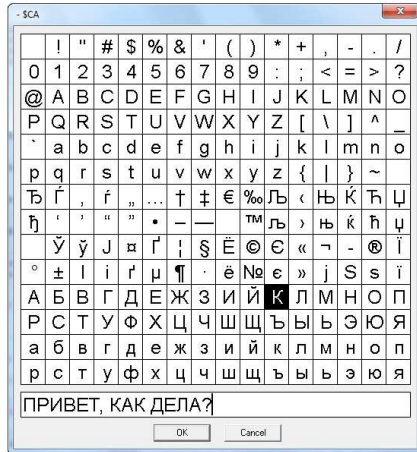 - $CA
! " # $ % & ' ( ) * + , - . /
0 1 2 3 4 5 6 7 8 9 : ; < = > ?
@ A B C D E F G H I J K L M N O
P Q R S T U V W X Y Z [ \ ] ^ _
` a b c d e f g h i j k l m n o
p q r s t u v w x y z { | } ~
Ђ Ѓ ‚ ѓ „ … † ‡ € ‰ Љ ‹ Њ Ќ Ћ Џ
ђ ‘ ’ “ ” • – — ™ љ › њ ќ ћ џ
Ў ў Ј ¤ Ґ ¦ § Ё © Є « ¬ - ® Ї
° ± І і ґ µ ¶ · ё № є » ј Ѕ ѕ ї
А Б В Г Д Е Ж З И Й К Л М Н О П
Р С Т У Ф Х Ц Ч Ш Щ Ъ Ы Ь Э Ю Я
а б в г д е ж з и й к л м н о п
р с т у ф х ц ч ш щ ъ ы ь э ю я
ПРИВЕТ, КАК ДЕЛА?
OK Cancel